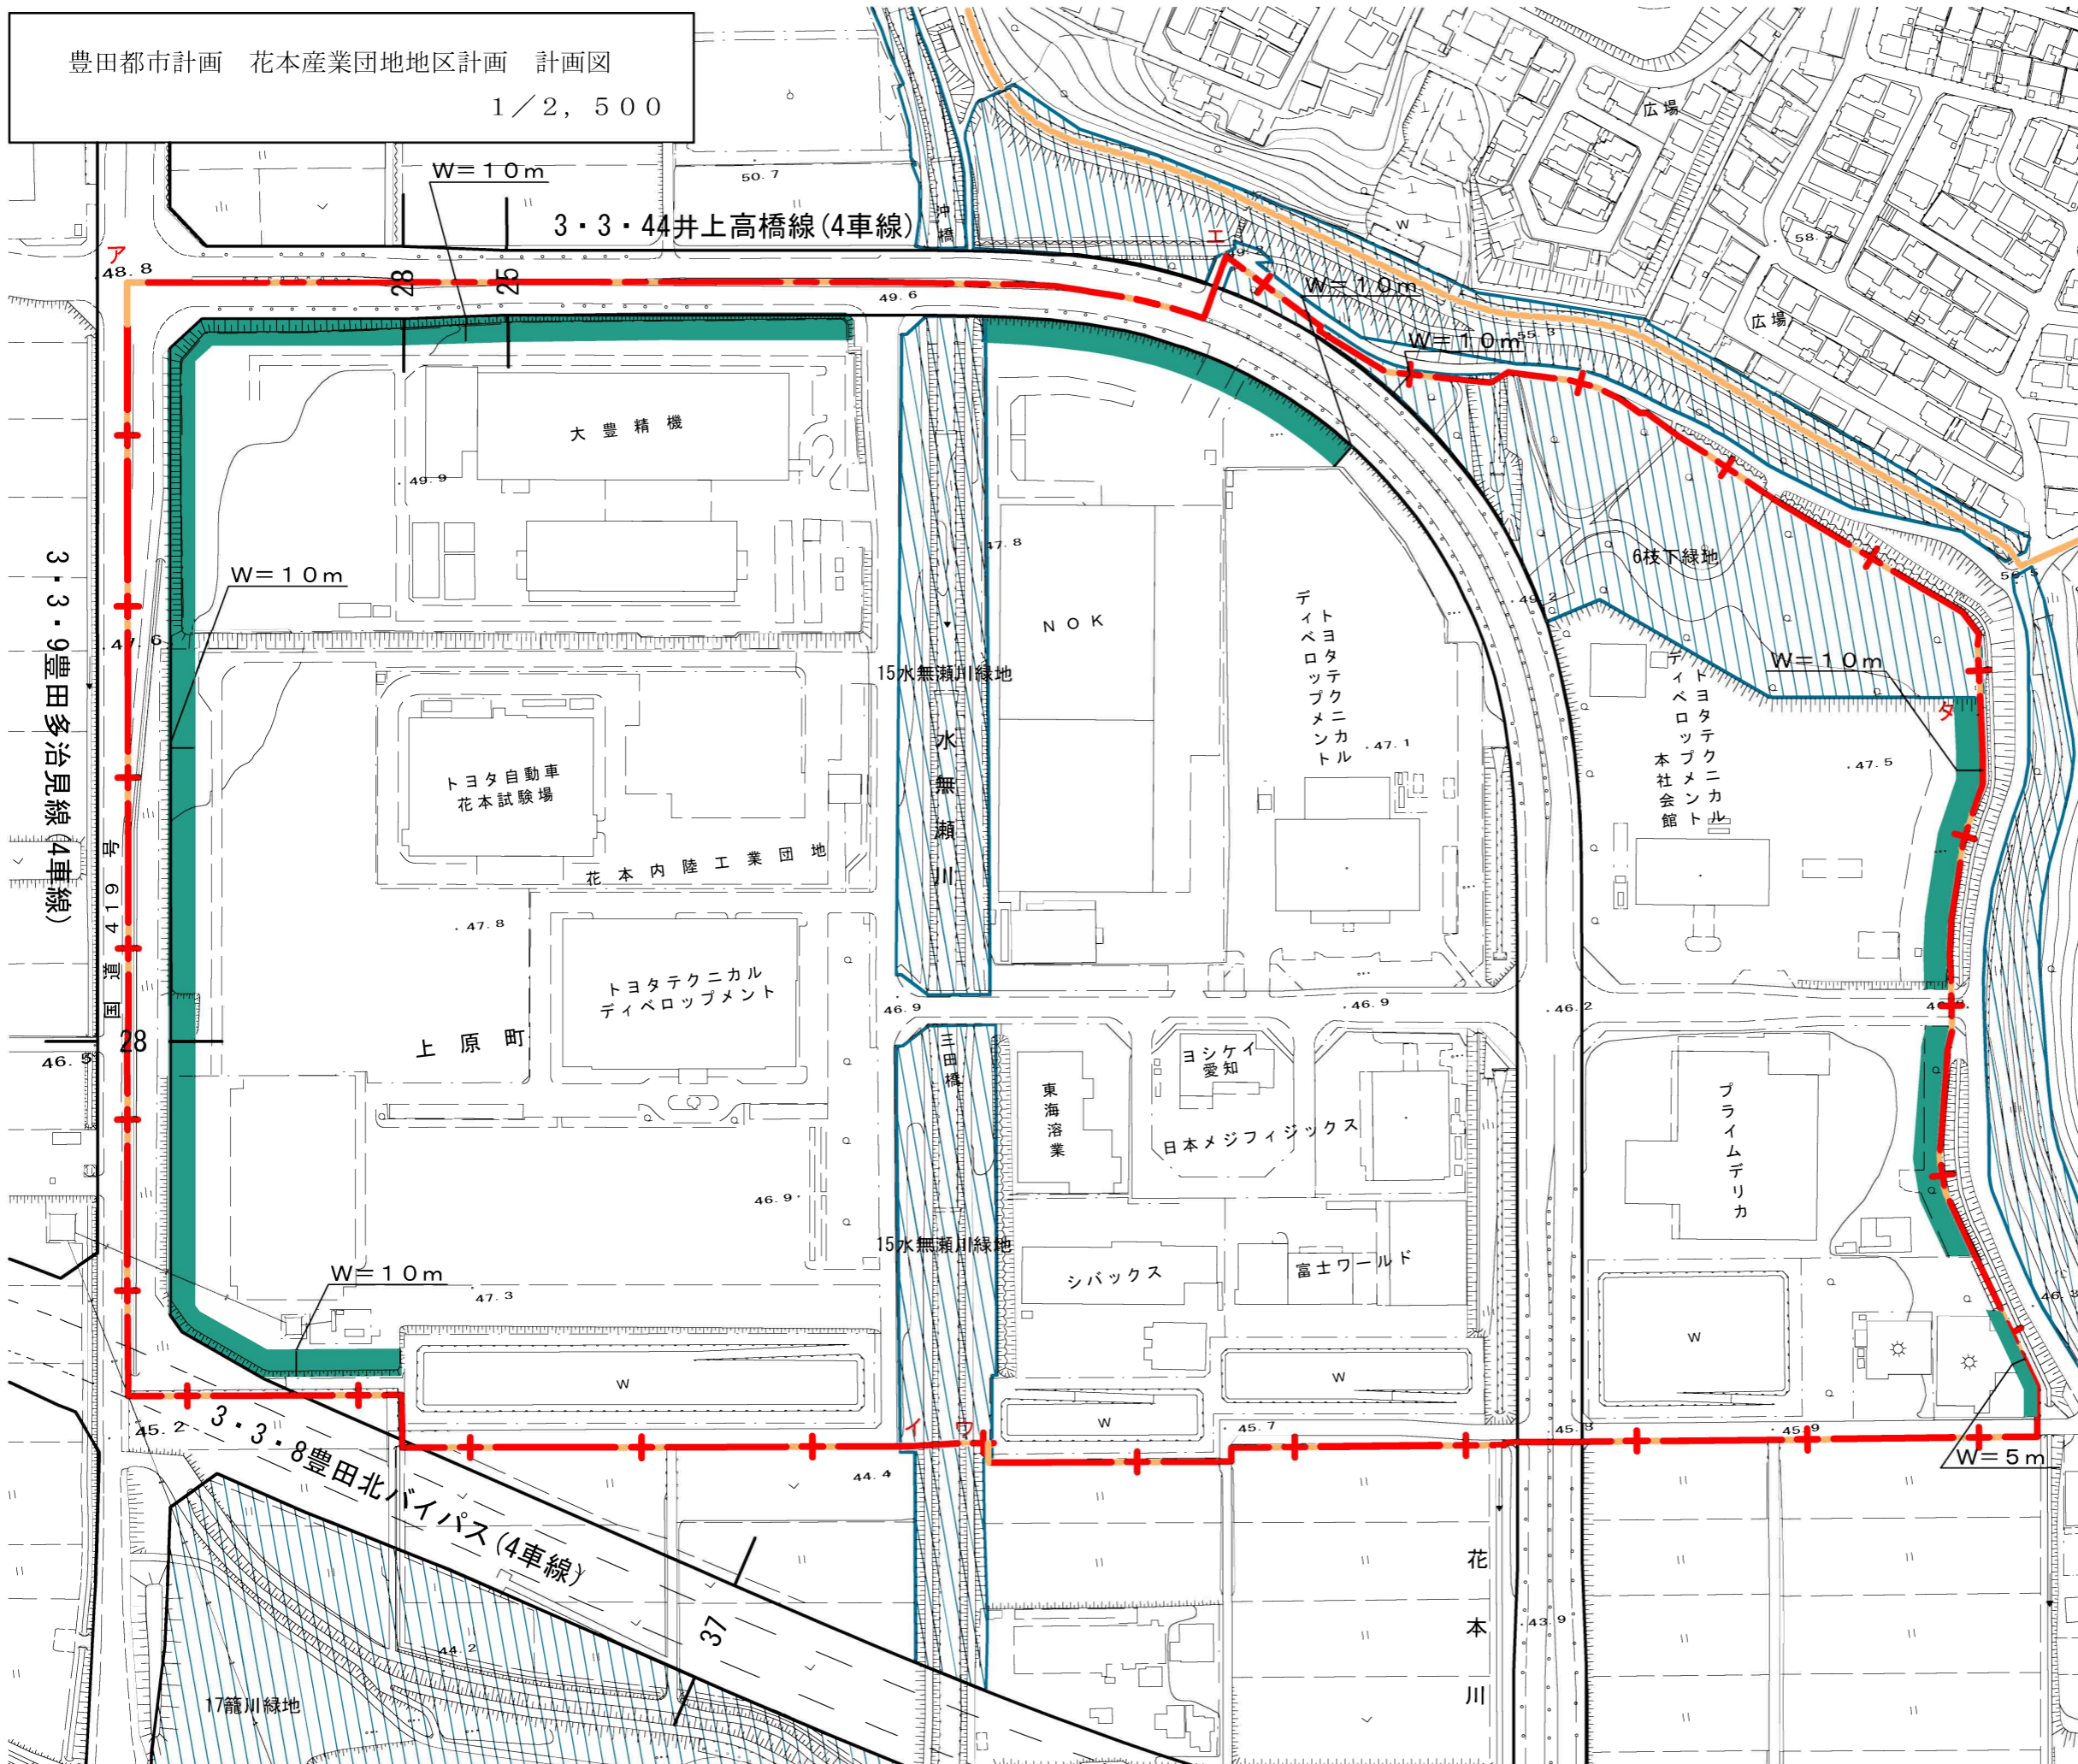 豊田都市計画　花本産業団地地区計画　計画図
1／2，500
W=10m
50.7
沖橋
3・3・44井上高橋線(4車線)
広場
58.3
W
ア
48.8
28
25
49.6
エ
W=10m
W=10m
55.3
広場
大豊精機
49.9
47.8
6枝下緑地
56.5
W=10m
49.2
NOK
トヨタテクニカル
ディベロップメント
47.6
3・3・9豊田多治見線(4車線)
15水無瀬川緑地
W=10m
タ
トヨタテクニカル
ディベロップメント
本社会館
水無瀬川
47.1
47.5
トヨタ自動車
花本試験場
花本内陸工業団地
国道419号
47.8
トヨタテクニカル
ディベロップメント
46.9
46.9
46.2
28
46.5
上原町
三田橋
東海溶業
ヨシケイ
愛知
日本メジフィジックス
プライムデリカ
46.9
15水無瀬川緑地
シバックス
富士ワールド
W=10m
47.3
46.3
W
W
W
W
イ
ウ
45.2
45.7
45.8
45.9
W=5m
3・3・8豊田北バイパス(4車線)
44.4
37
44.2
17籠川緑地
花本川
43.9